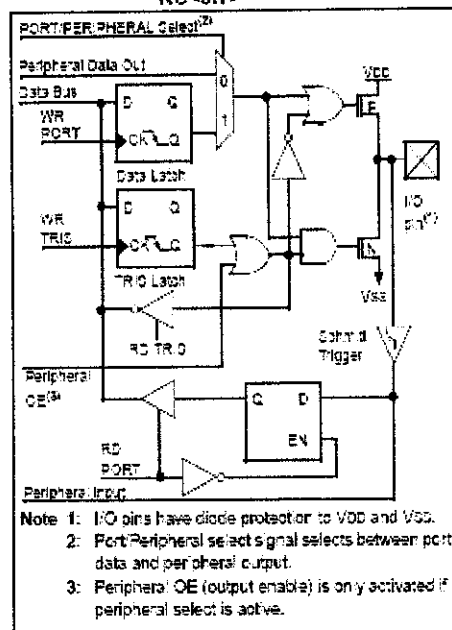 PORT/PERIPHERAL Select(2)
Peripheral Data Out
Data Bus
0
1
D Q
WR
PORT
CK Q
Data Latch
D Q
WR
TRIS
CK Q
TRIS Latch
RD TRIS
Peripheral
OE(3)
Q D
EN
RD
PORT
Peripheral Input
VDD
P
N
VSS
I/O
pin(1)
Schmitt
Trigger
Note 1: I/O pins have diode protection to VDD and VSS.
2: Port/Peripheral select signal selects between port
data and peripheral output.
3: Peripheral OE (output enable) is only activated if
peripheral select is active.